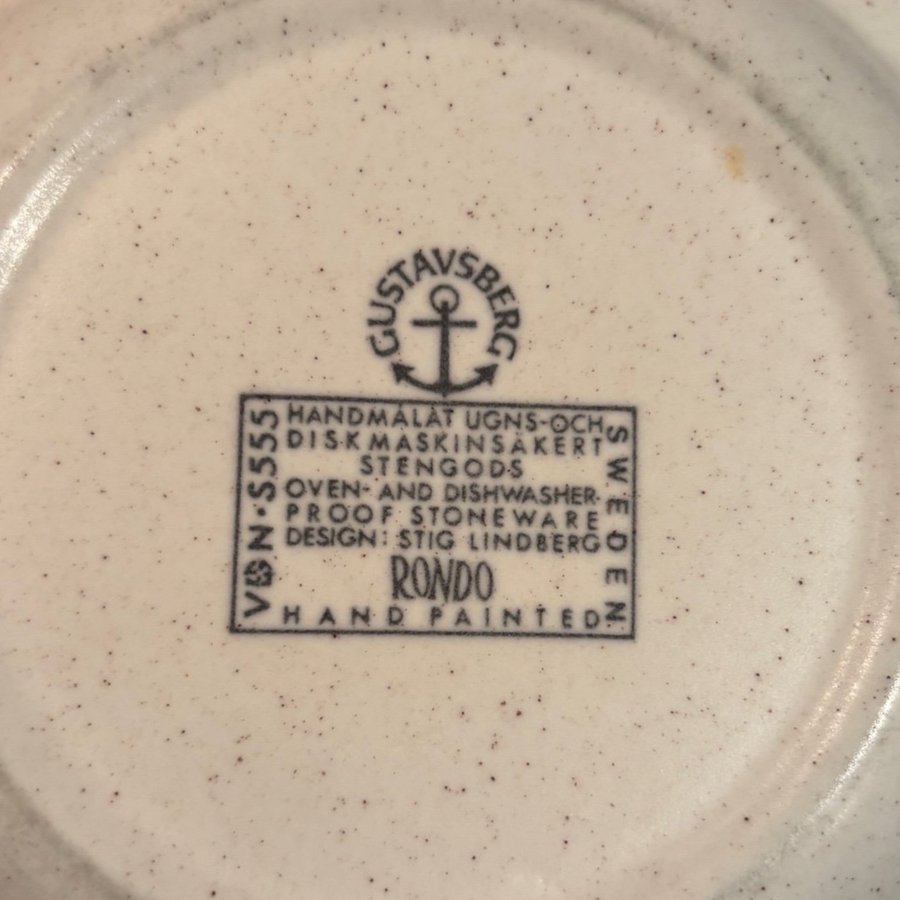 GUSTAVSBERG
VDN·S555
HANDMÅLAT UGNS-OCH
DISKMASKINSÄKERT
STENGODS
OVEN- AND DISHWASHER-
PROOF STONEWARE
DESIGN: STIG LINDBERG
RONDO
HAND PAINTED
SWEDEN